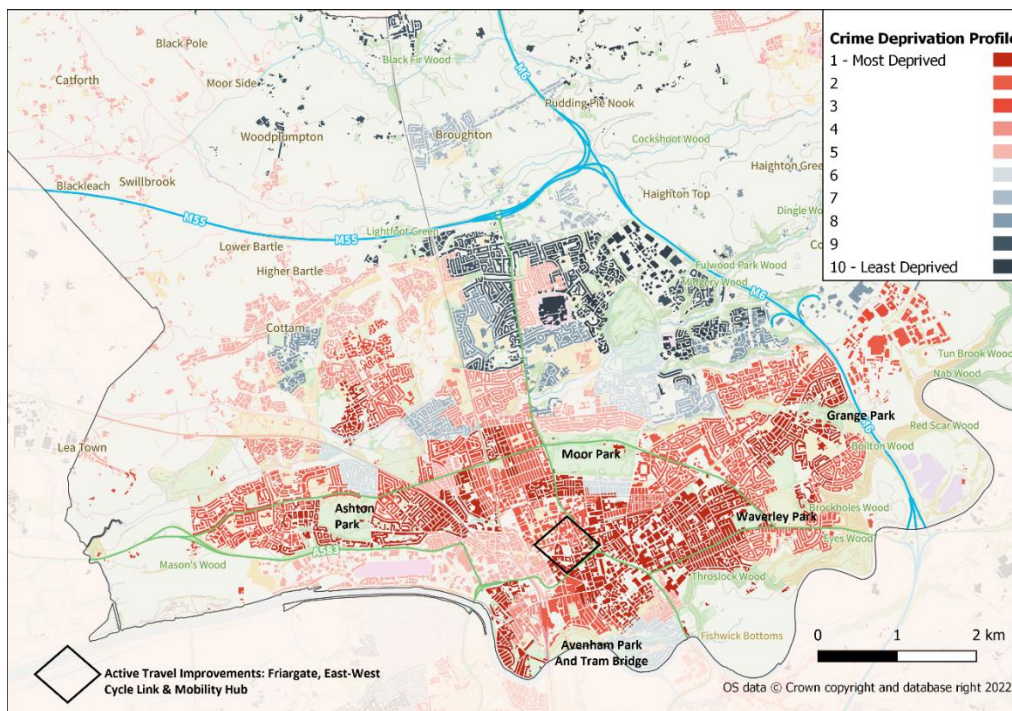 Crime Deprivation Profile
1 - Most Deprived
2
3
4
5
6
7
8
9
10 - Least Deprived
Black Pole
Black Fir Wood
Catforth
Moor Side
M6
Pudding Pie Nook
Woodplumpton
Broughton
Cockshoot Wood
Haighton Gree
Blackleach
Swillbrook
Haighton Top
M55
Dingle Wo
Lightfoot Green
M55
Lower Bartle
Fulwood Park Wood
Higher Bartle
Midgery Wood
M6
Cottam
Tun Brook Wood
Nab Wood
Grange Park
M6
Red Scar Wood
Boilton Wood
Lea Town
Moor Park
Ashton
Park
Waverley Park
Brockholes Wood
Eyes Wood
A583
Mason's Wood
Throslock Wood
Avenham Park
And Tram Bridge
Fishwick Bottoms
0 1 2 km
Active Travel Improvements: Friargate, East-West
Cycle Link & Mobility Hub
OS data © Crown copyright and database right 2022